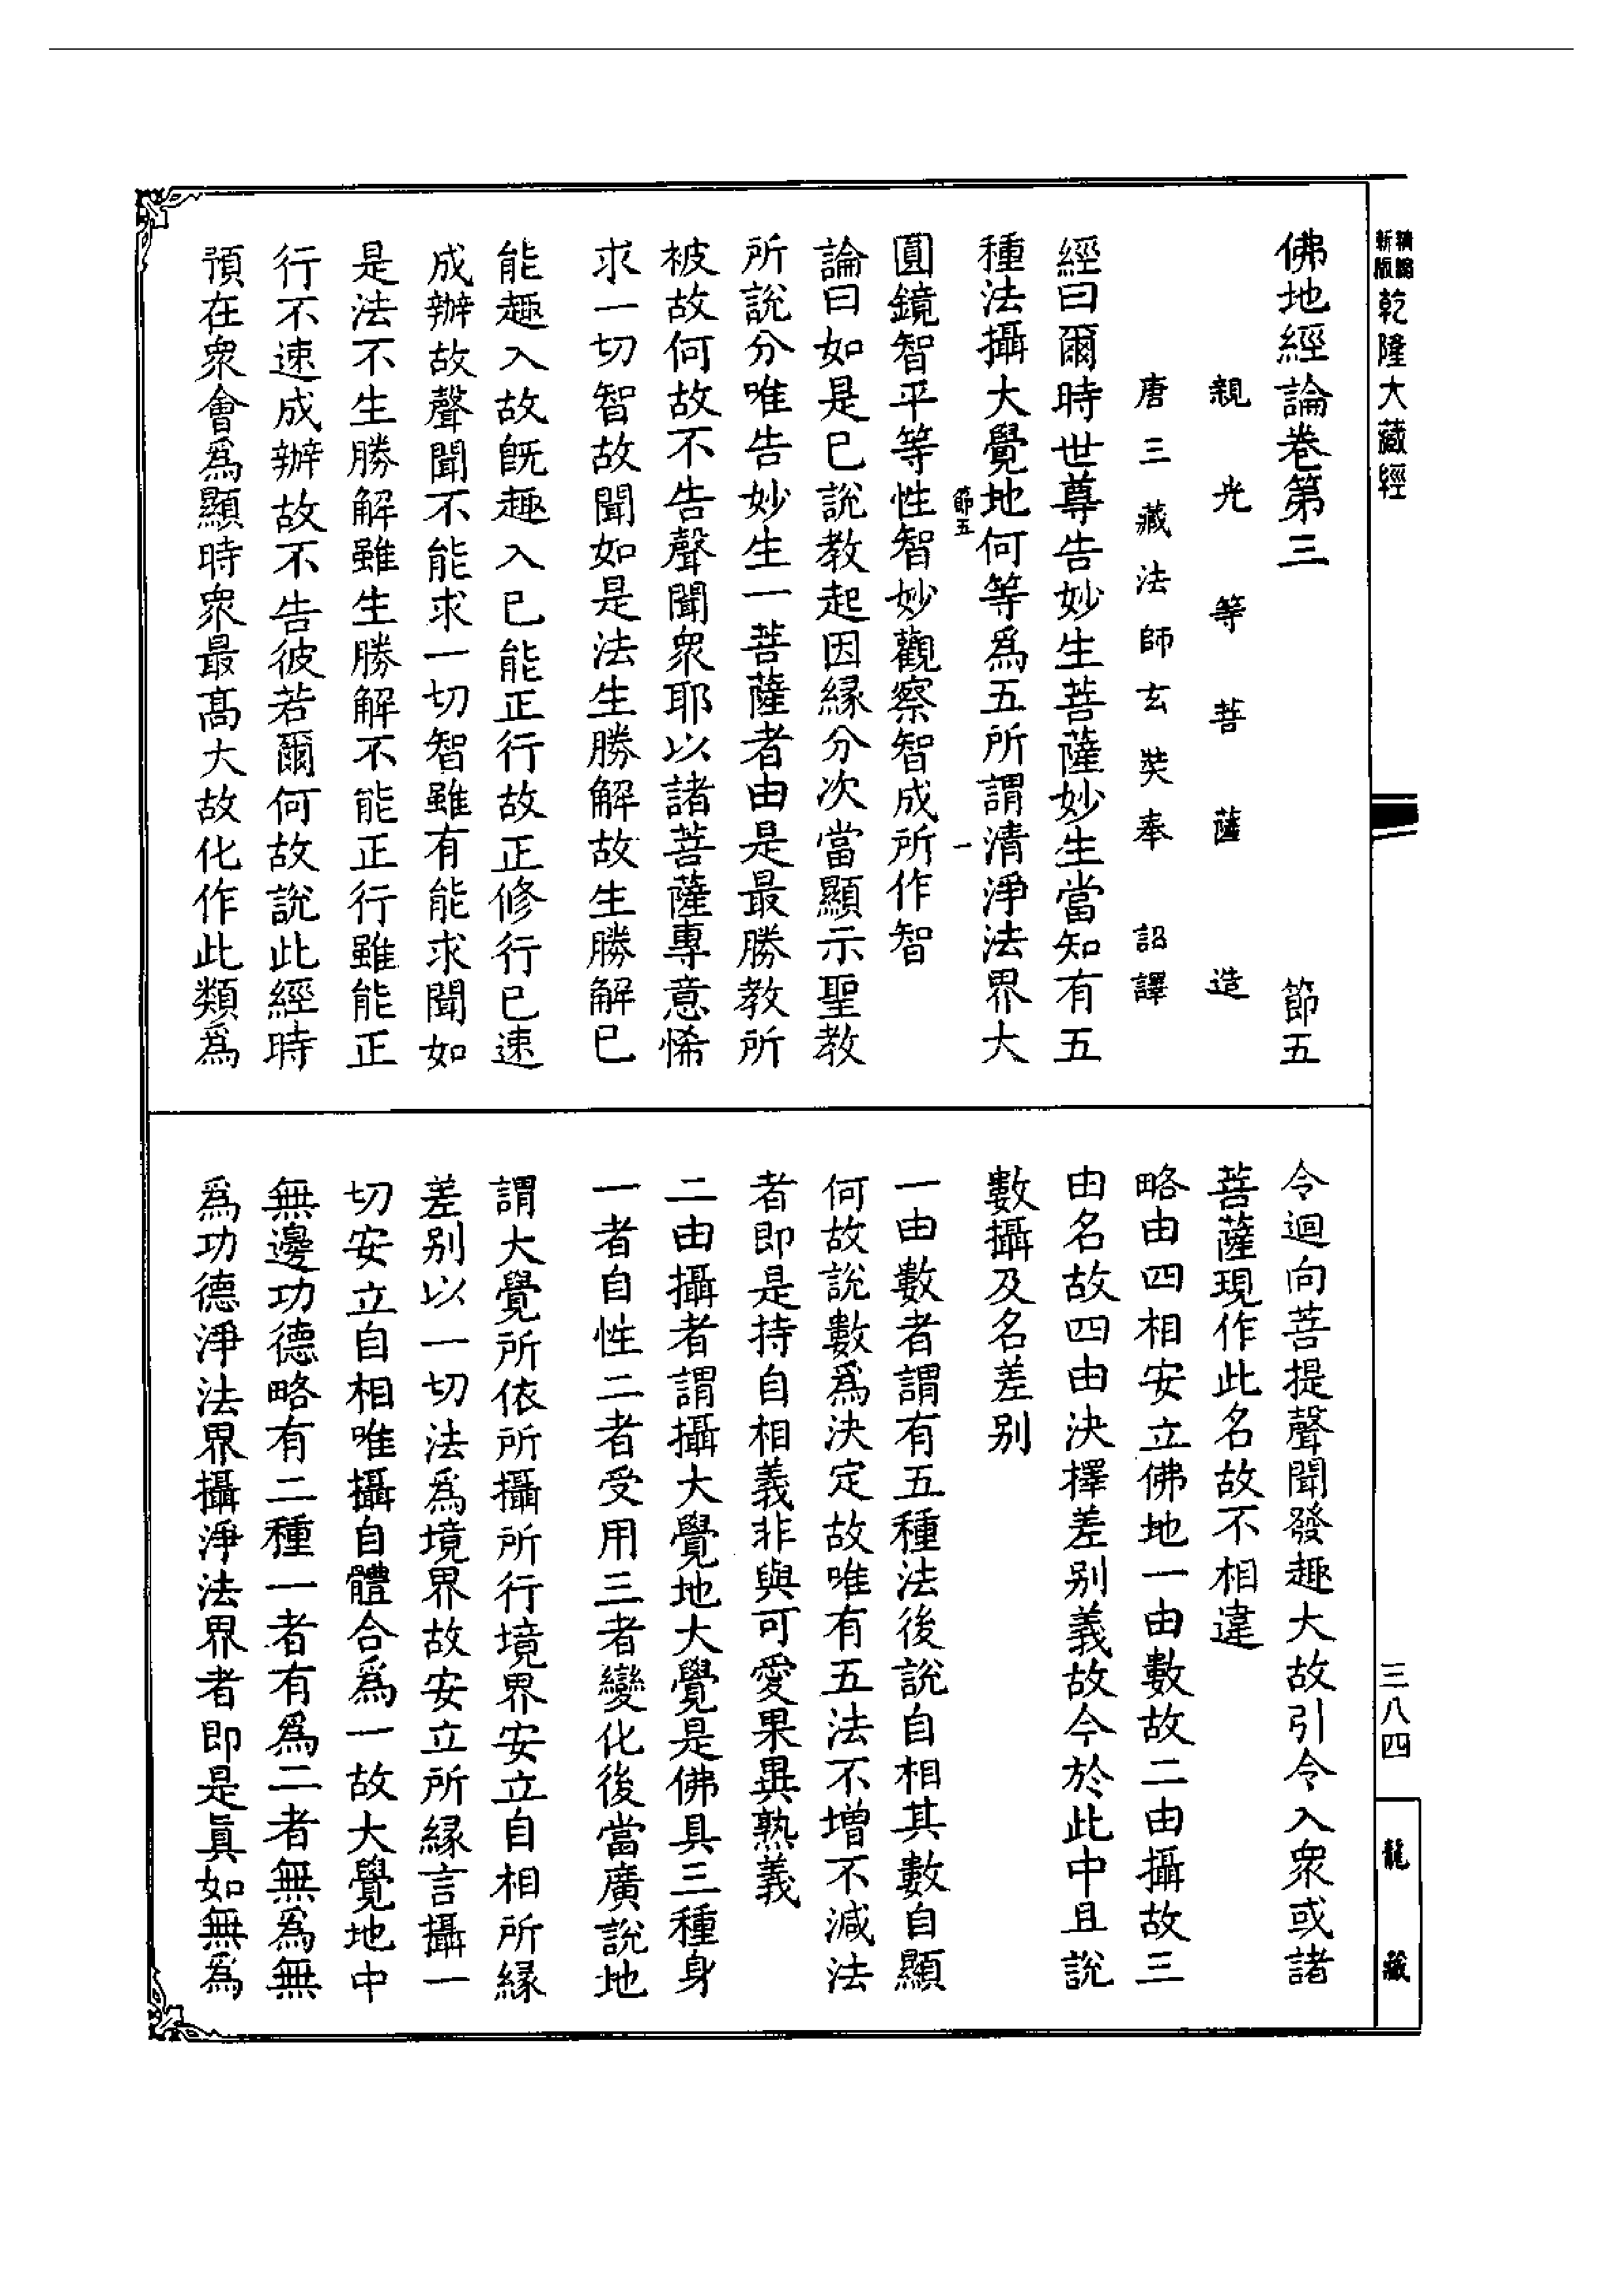 精縮
新版
乾隆大藏經
三八四
龍藏
佛地經論卷第三 節五
親光等菩薩造
唐三藏法師玄奘奉 詔譯
經曰爾時世尊告妙生菩薩妙生當知有五
種法攝大覺地何等爲五所謂清淨法界大
節五 一
圓鏡智平等性智妙觀察智成所作智
論曰如是已說教起因緣分次當顯示聖教
所說分唯告妙生一菩薩者由是最勝教所
被故何故不告聲聞衆耶以諸菩薩專意悕
求一切智故聞如是法生勝解故生勝解已
能趣入故旣趣入已能正行故正修行已速
成辦故聲聞不能求一切智雖有能求聞如
是法不生勝解雖生勝解不能正行雖能正
行不速成辦故不告彼若爾何故說此經時
預在衆會爲顯時衆最高大故化作此類爲
令迴向菩提聲聞發趣大故引令入衆或諸
菩薩現作此名故不相違
略由四相安立佛地一由數故二由攝故三
由名故四由決擇差别義故今於此中且說
數攝及名差别
一由數者謂有五種法後說自相其數自顯
何故說數爲決定故唯有五法不增不減法
者即是持自相義非與可愛果異熟義
二由攝者謂攝大覺地大覺是佛具三種身
一者自性二者受用三者變化後當廣說地
謂大覺所依所攝所行境界安立自相所緣
差别以一切法爲境界故安立所緣言攝一
切安立自相唯攝自體合爲一故大覺地中
無邊功德略有二種一者有爲二者無爲無
爲功德淨法界攝淨法界者即是眞如無爲